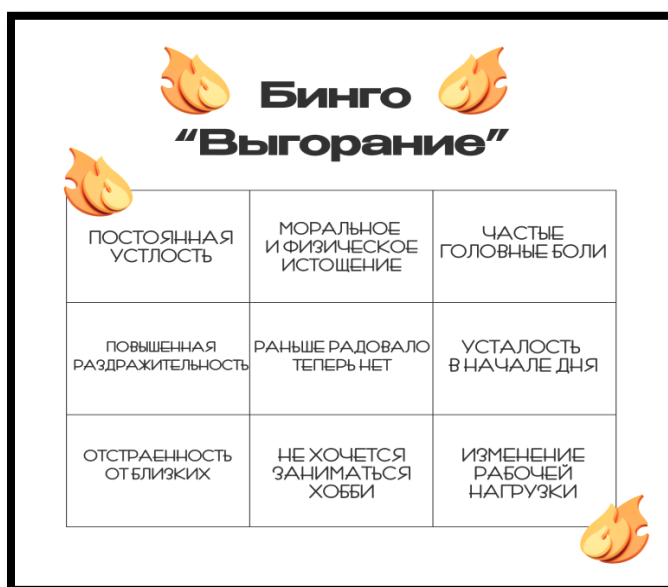 Бинго
“Выгорание”
ПОСТОЯННАЯ
УСТЛОСТЬ
МОРАЛЬНОЕ
И ФИЗИЧЕСКОЕ
ИСТОЩЕНИЕ
ЧАСТЫЕ
ГОЛОВНЫЕ БОЛИ
ПОВЫШЕННАЯ
РАЗДРАЖИТЕЛЬНОСТЬ
РАНЬШЕ РАДОВАЛО
ТЕПЕРЬ НЕТ
УСТАЛОСТЬ
В НАЧАЛЕ ДНЯ
ОТСТРАЕННОСТЬ
ОТ БЛИЗКИХ
НЕ ХОЧЕТСЯ
ЗАНИМАТЬСЯ
ХОББИ
ИЗМЕНЕНИЕ
РАБОЧЕЙ
НАГРУЗКИ